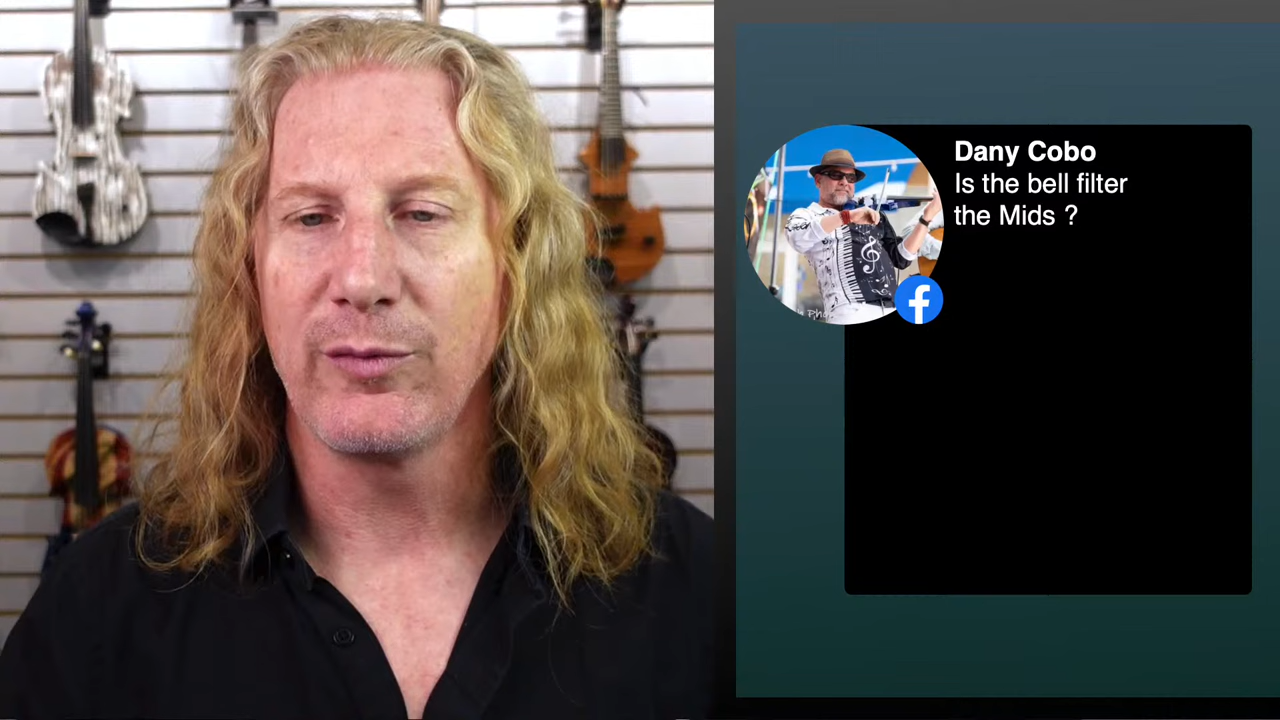 Dany Cobo
Is the bell filter
the Mids ?